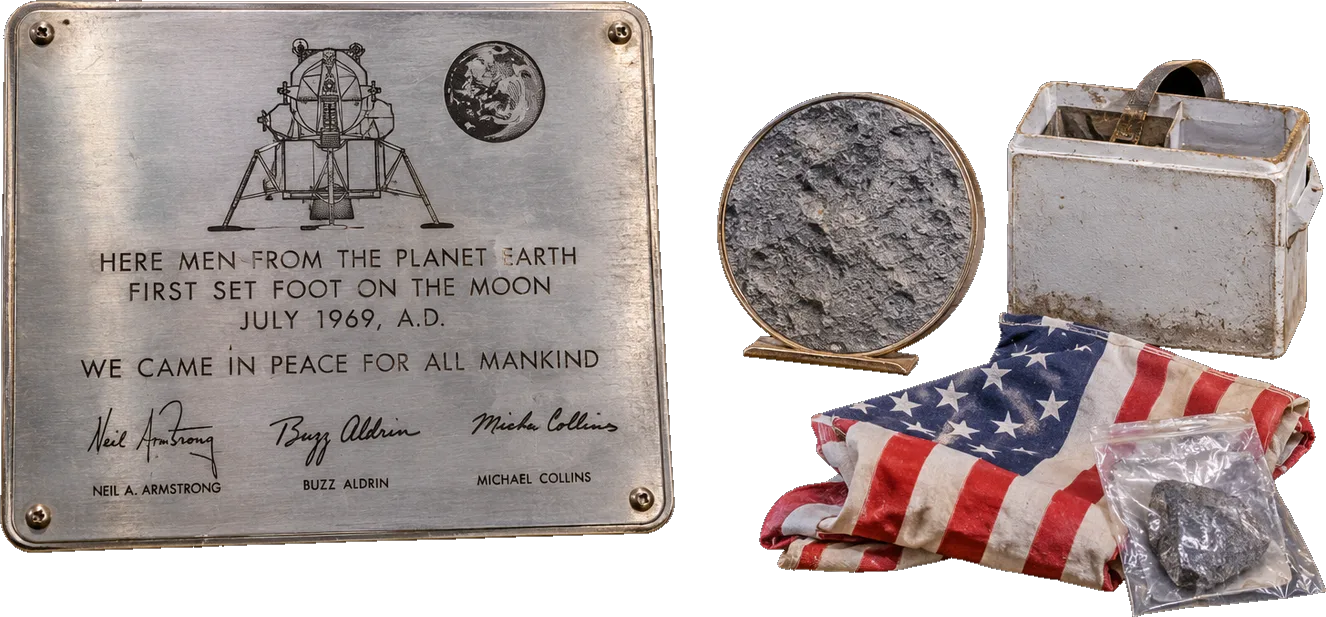 HERE MEN FROM THE PLANET EARTH
FIRST SET FOOT ON THE MOON
JULY 1969, A.D.
WE CAME IN PEACE FOR ALL MANKIND
Neil Armstrong Buzz Aldrin Micha Collins
NEIL A. ARMSTRONG BUZZ ALDRIN MICHAEL COLLINS